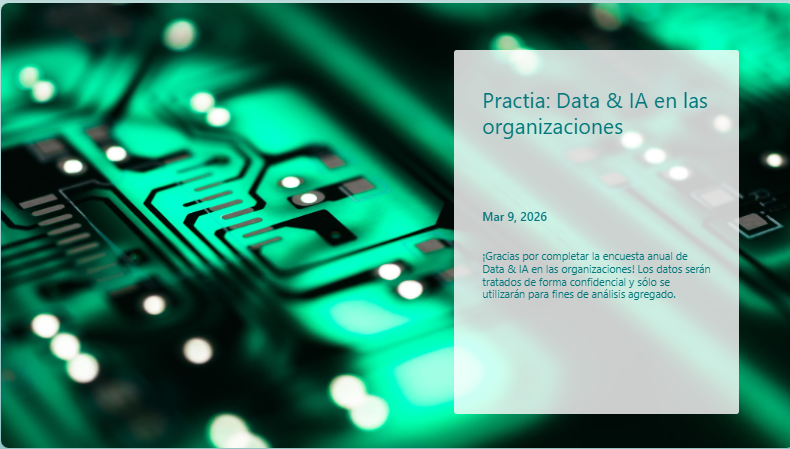 Practia: Data & IA en las
organizaciones
Mar 9, 2026
¡Gracias por completar la encuesta anual de
Data & IA en las organizaciones! Los datos serán
tratados de forma confidencial y sólo se
utilizarán para fines de análisis agregado.